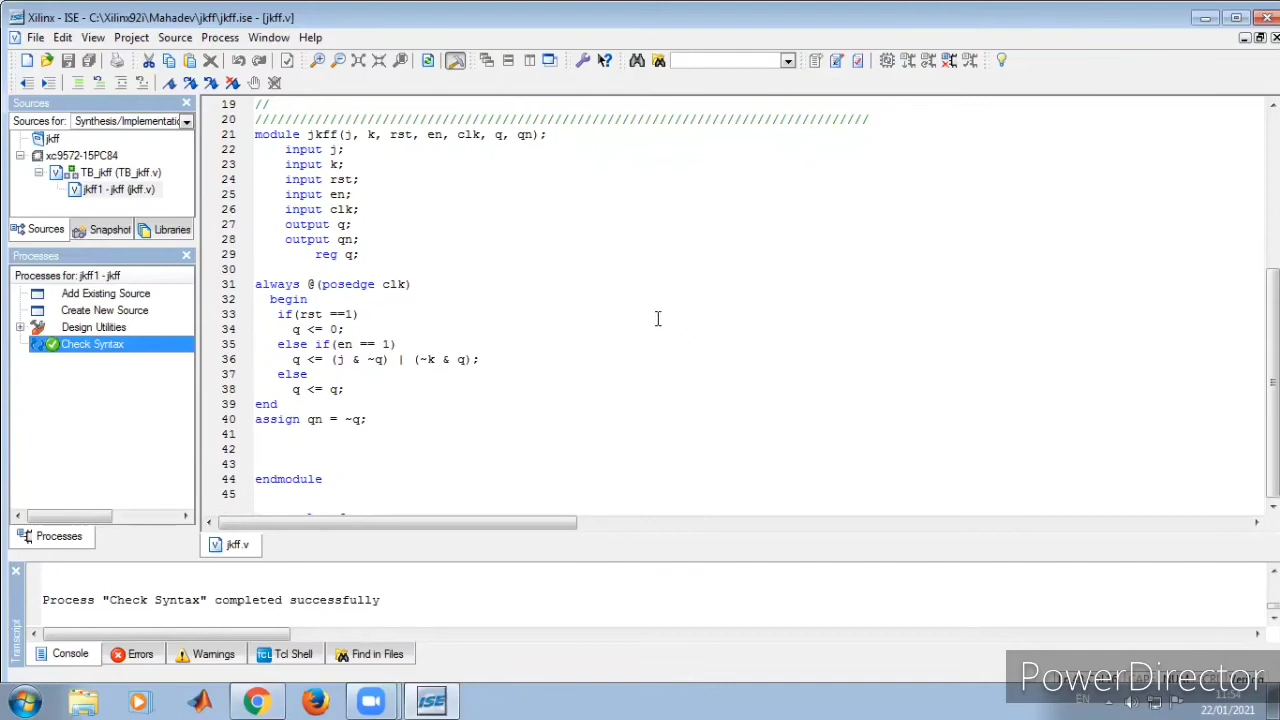 Xilinx - ISE - C:\Xilinx92i\Mahadev\jkff\jkff.ise - [jkff.v]
File Edit View Project Source Process Window Help
Sources
Sources for: Synthesis/Implementatic
jkff
xc9572-15PC84
TB_jkff (TB_jkff.v)
jkff1 - jkff (jkff.v)
Sources Snapshot Libraries
Processes
Processes for: jkff1 - jkff
Add Existing Source
Create New Source
Design Utilities
Check Syntax
Processes
19 //
20 //////////////////////////////////////////////////////////////////////////////////
21 module jkff(j, k, rst, en, clk, q, qn);
22 input j;
23 input k;
24 input rst;
25 input en;
26 input clk;
27 output q;
28 output qn;
29 reg q;
30
31 always @(posedge clk)
32 begin
33 if(rst ==1)
34 q <= 0;
35 else if(en == 1)
36 q <= (j & ~q) | (~k & q);
37 else
38 q <= q;
39 end
40 assign qn = ~q;
41
42
43
44 endmodule
45
jkff.v
Process "Check Syntax" completed successfully
Transcript
Console Errors Warnings Tcl Shell Find in Files
PowerDirector
EN
11:54
22/01/2021